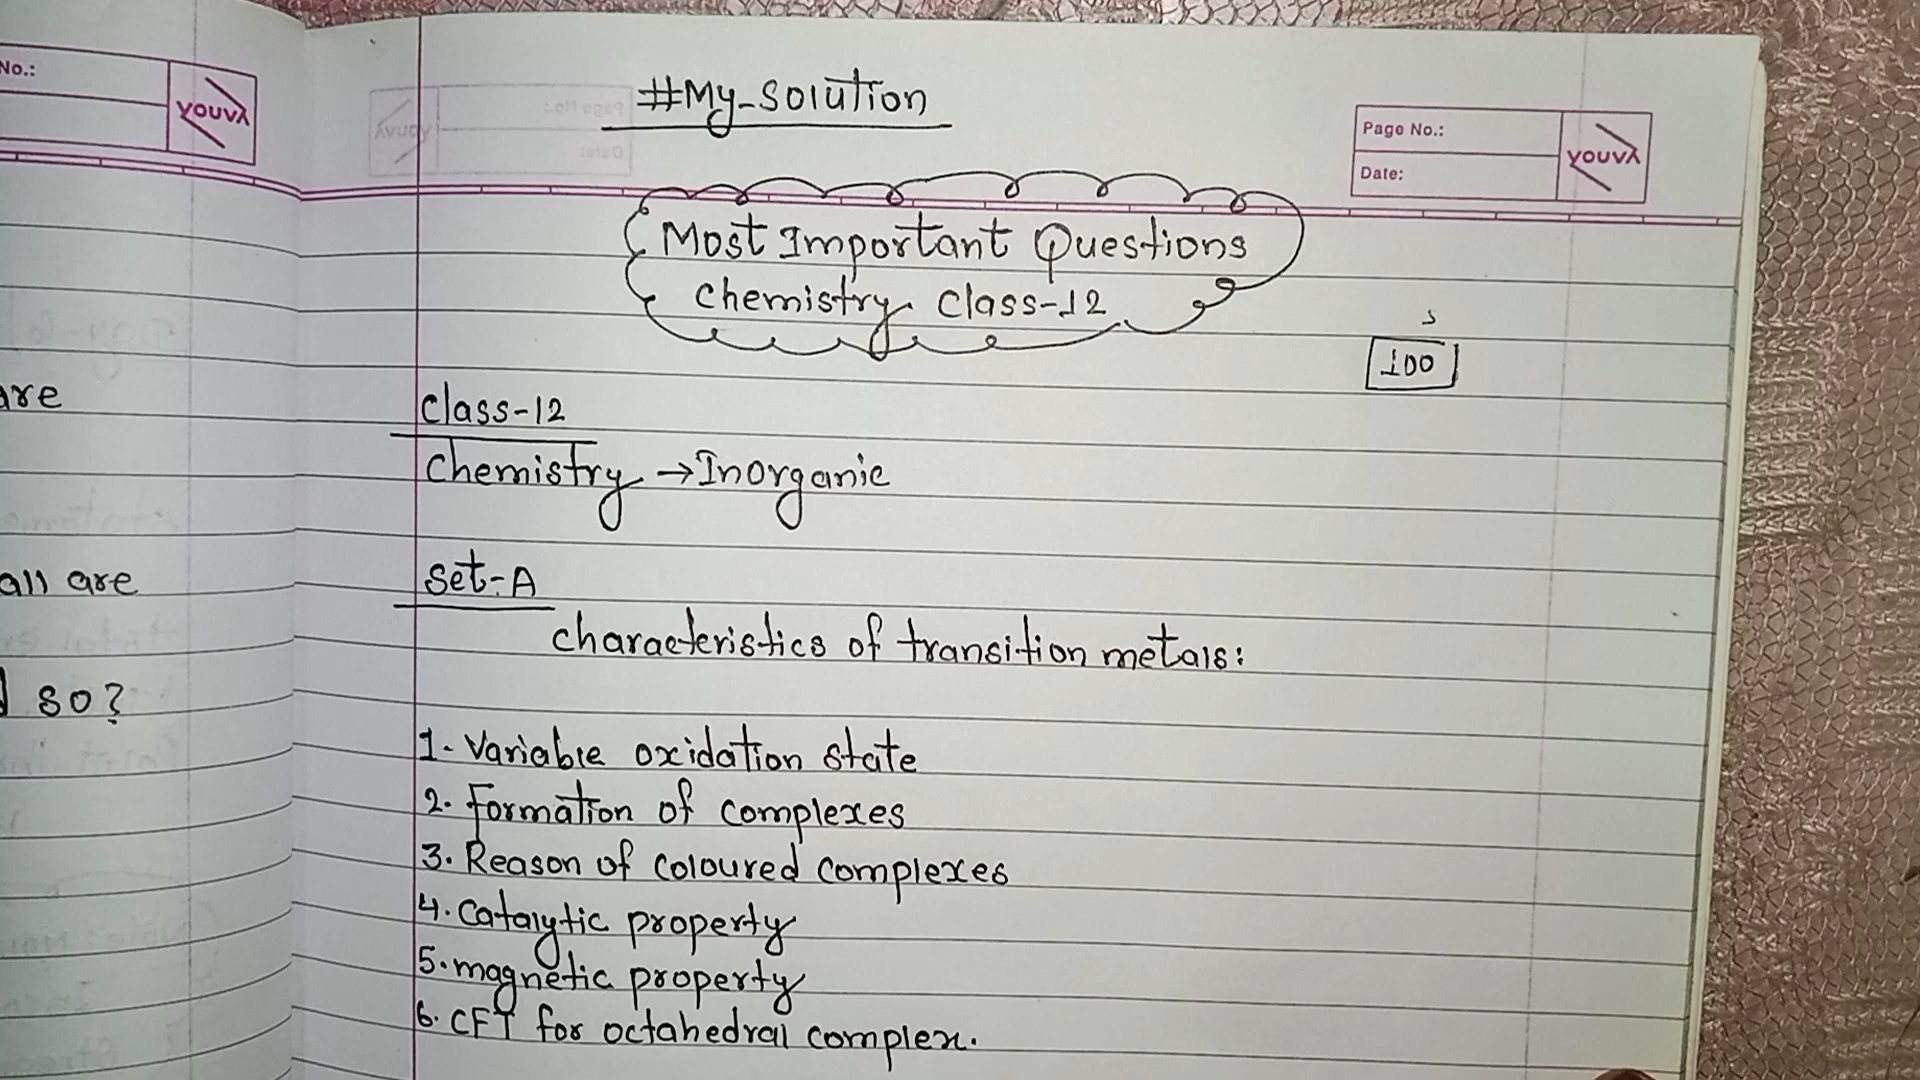 No.:
YOUVA
#My-Solution
Page No.:
Date:
YOUVA
Most Important Questions
Chemistry Class-12
100
are
Class-12
Chemistry → Inorganic
all are
Set-A
characteristics of transition metals:
so?
1. Variable oxidation state
2. Formation of complexes
3. Reason of coloured complexes
4. Catalytic property
5. magnetic property
6. CFT for octahedral complex.